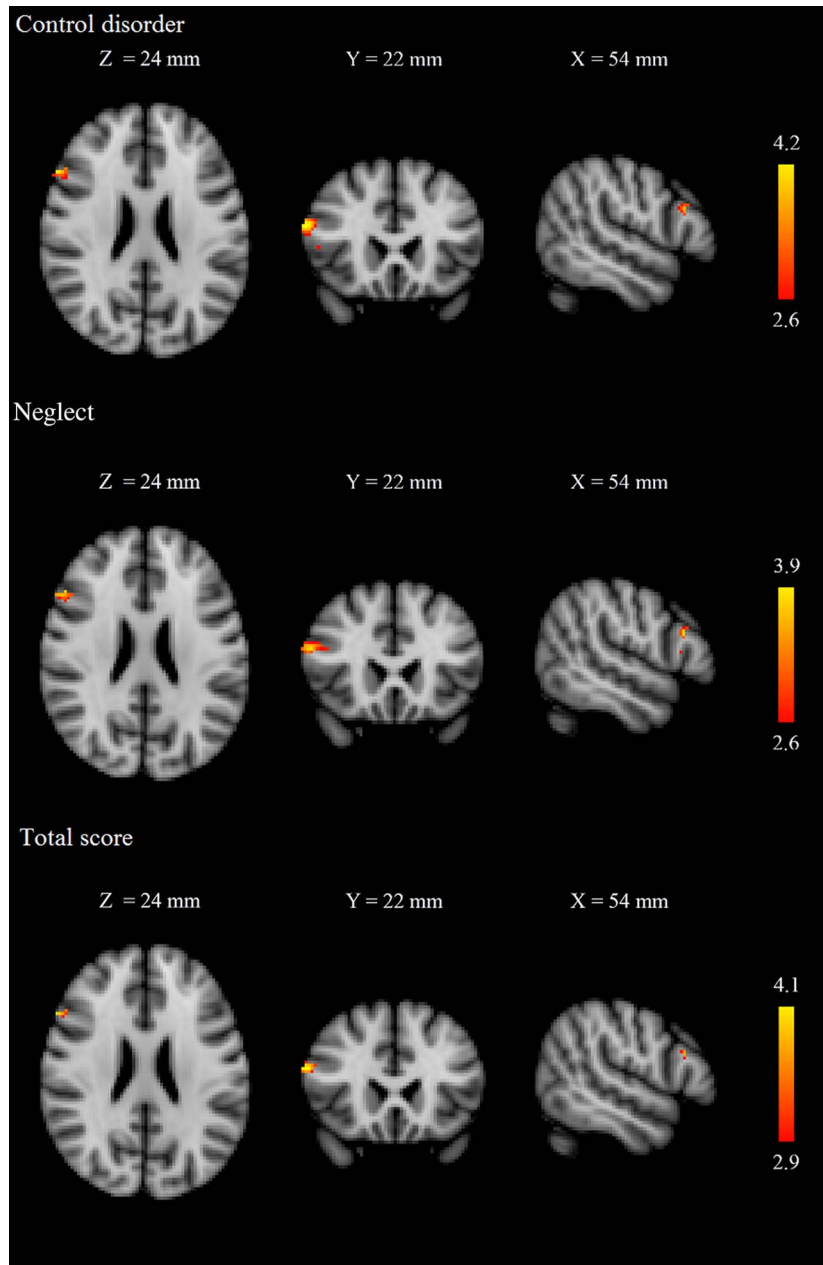 Control disorder
Z = 24 mm
Y = 22 mm
X = 54 mm
4.2
2.6
Neglect
Z = 24 mm
Y = 22 mm
X = 54 mm
3.9
2.6
Total score
Z = 24 mm
Y = 22 mm
X = 54 mm
4.1
2.9